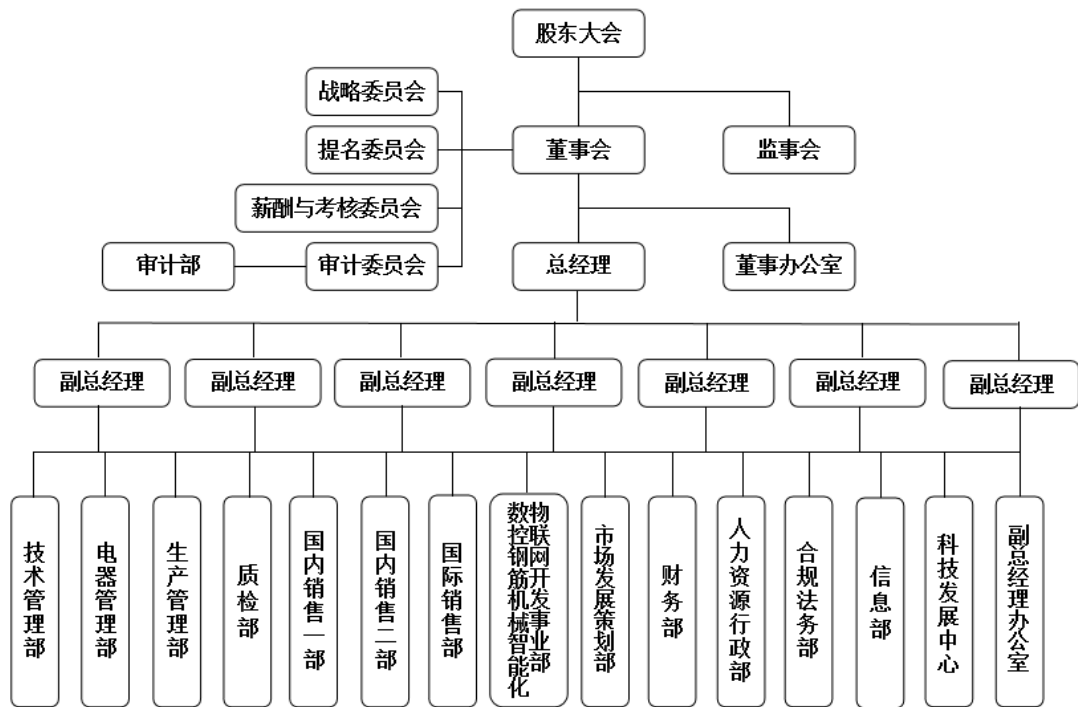 股东大会
战略委员会
提名委员会
董事会
监事会
薪酬与考核委员会
审计部
审计委员会
总经理
董事办公室
副总经理
副总经理
副总经理
副总经理
副总经理
副总经理
副总经理
技术管理部
电器管理部
生产管理部
质检部
国内销售一部
国内销售二部
国际销售部
数控钢筋机械智能化
物联网开发事业部
市场发展策划部
财务部
人力资源行政部
合规法务部
信息部
科技发展中心
副总经理办公室